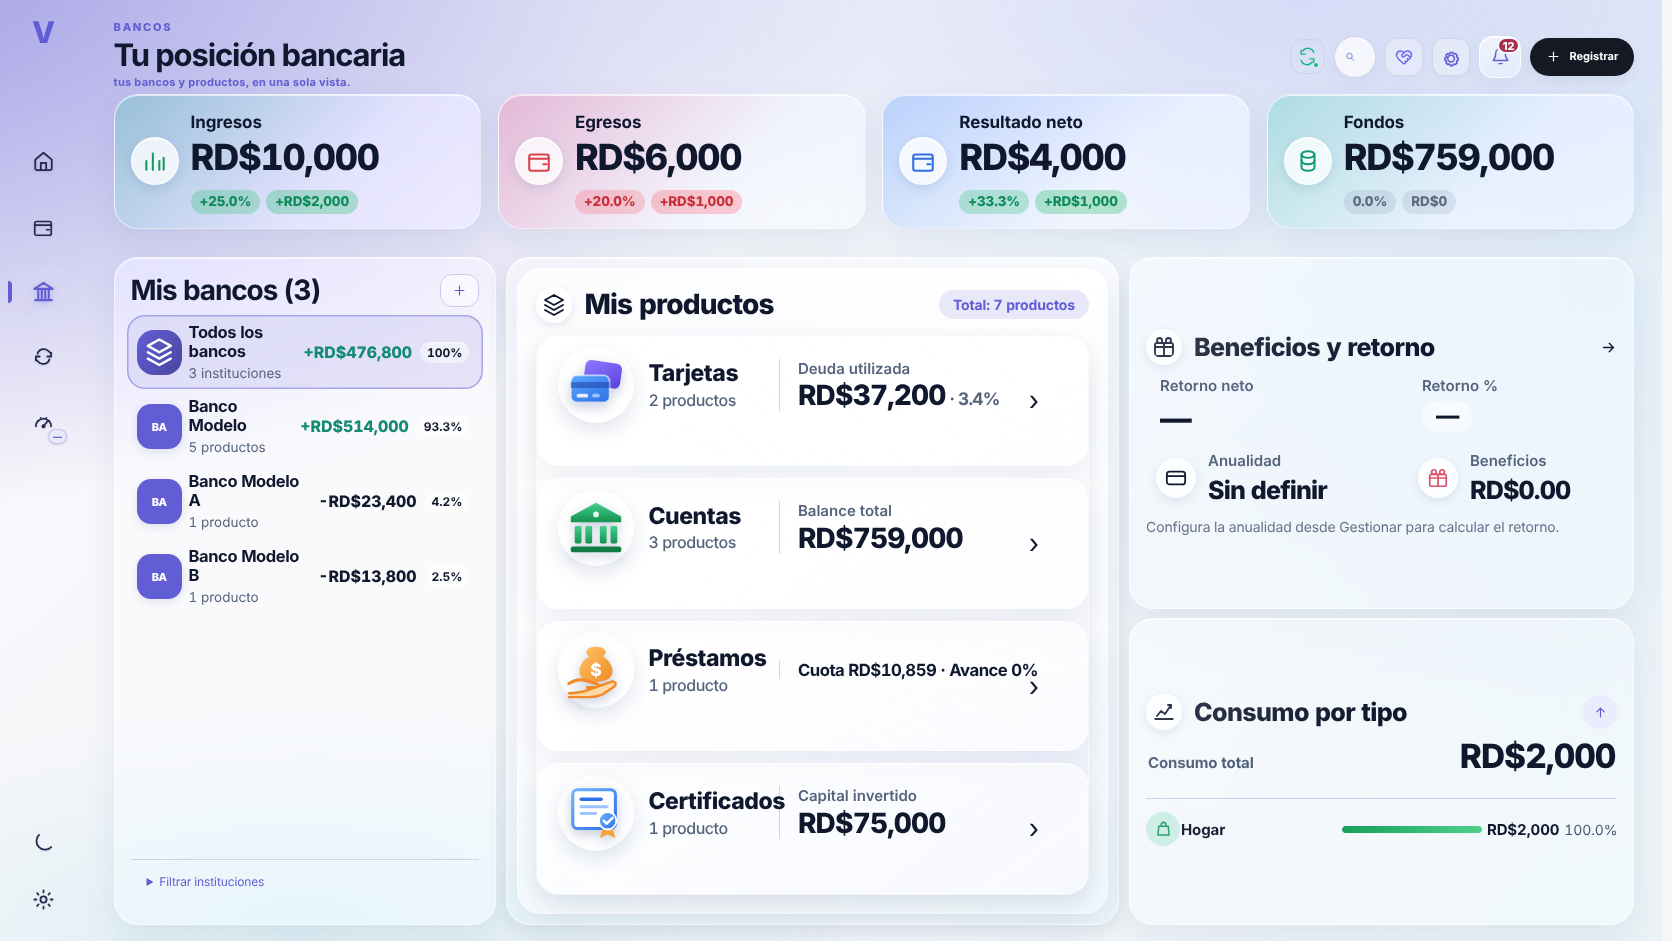 V
BANCOS
Tu posición bancaria
tus bancos y productos, en una sola vista.
12
+ Registrar
Ingresos
RD$10,000
+25.0% +RD$2,000
Egresos
RD$6,000
+20.0% +RD$1,000
Resultado neto
RD$4,000
+33.3% +RD$1,000
Fondos
RD$759,000
0.0% RD$0
Mis bancos (3)
+
Todos los
bancos
3 instituciones
+RD$476,800 100%
BA
Banco
Modelo
5 productos
+RD$514,000 93.3%
BA
Banco Modelo
A
1 producto
-RD$23,400 4.2%
BA
Banco Modelo
B
1 producto
-RD$13,800 2.5%
Filtrar instituciones
Mis productos
Total: 7 productos
Tarjetas
2 productos
Deuda utilizada
RD$37,200 · 3.4%
Cuentas
3 productos
Balance total
RD$759,000
$
Préstamos
1 producto
Cuota RD$10,859 · Avance 0%
Certificados
1 producto
Capital invertido
RD$75,000
Beneficios y retorno
Retorno neto
—
Retorno %
—
Anualidad
Sin definir
Beneficios
RD$0.00
Configura la anualidad desde Gestionar para calcular el retorno.
Consumo por tipo
Consumo total
RD$2,000
Hogar
RD$2,000 100.0%